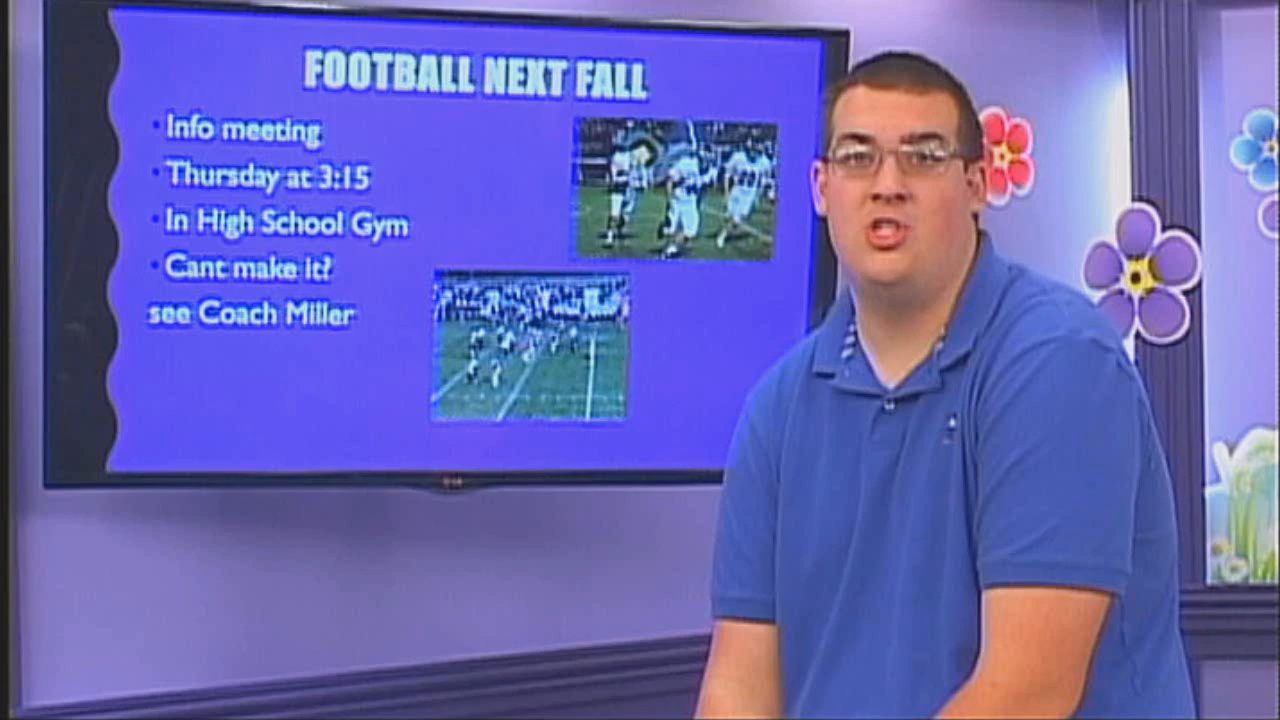 FOOTBALL NEXT FALL
· Info meeting
· Thursday at 3:15
· In High School Gym
· Cant make it?
see Coach Miller